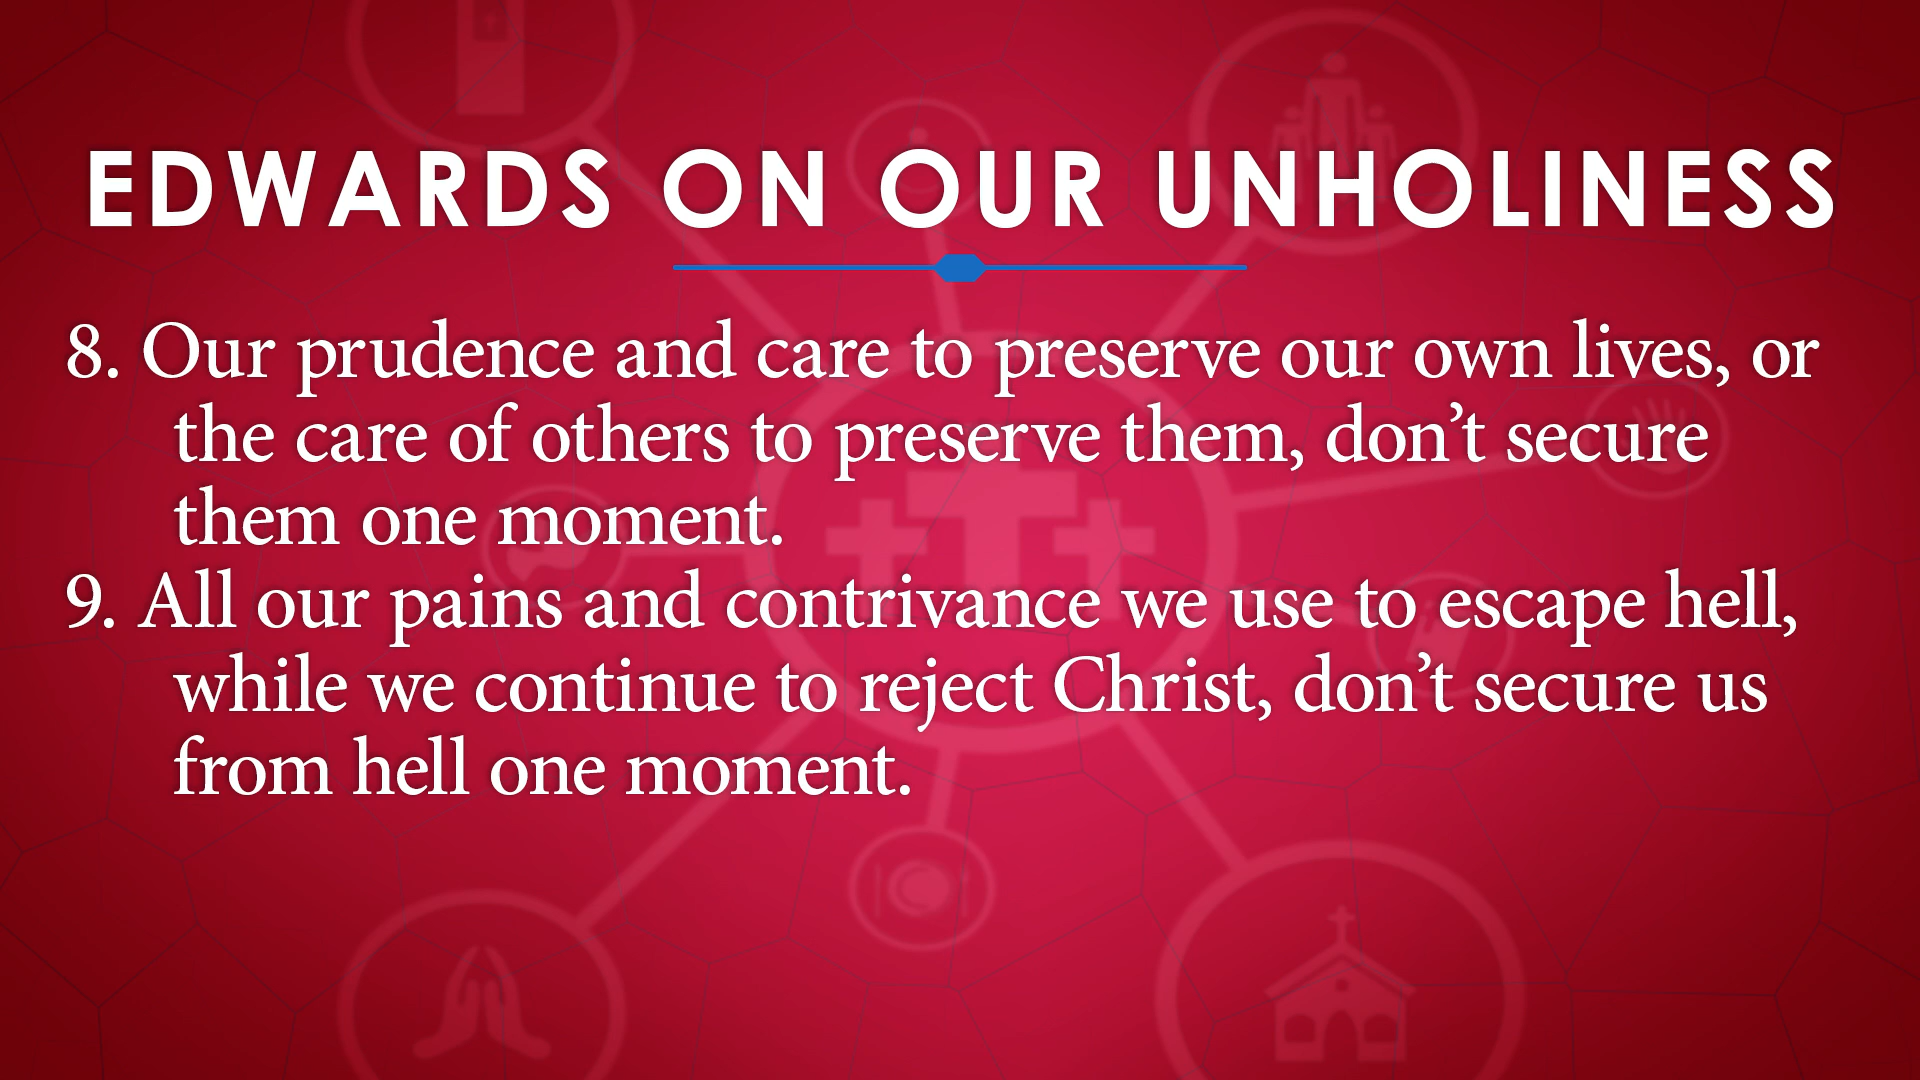 EDWARDS ON OUR UNHOLINESS
8. Our prudence and care to preserve our own lives, or
the care of others to preserve them, don’t secure
them one moment.
9. All our pains and contrivance we use to escape hell,
while we continue to reject Christ, don’t secure us
from hell one moment.